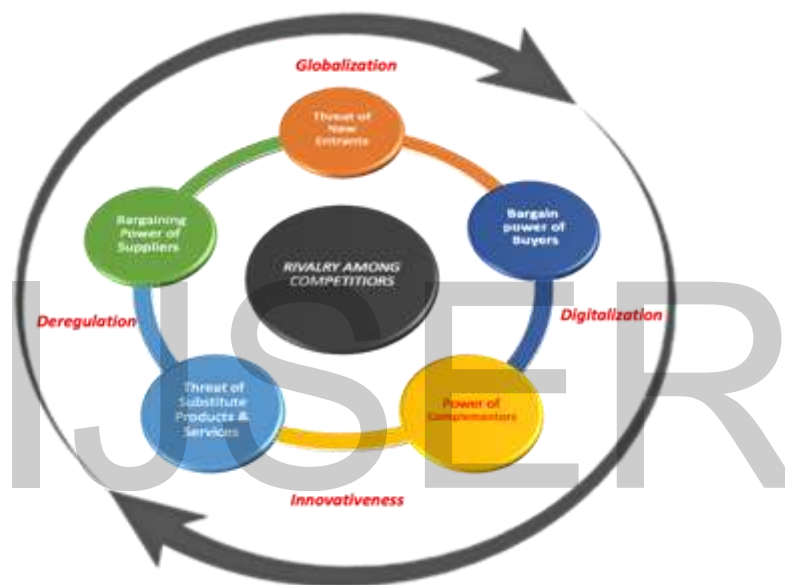 Globalization
Threat of
New
Entrants
Bargaining
Power of
Suppliers
Bargain
power of
Buyers
RIVALRY AMONG
COMPETITIORS
Deregulation
Digitalization
IJSER
Threat of
Substitute
Products &
Services
Power of
Complementors
Innovativeness